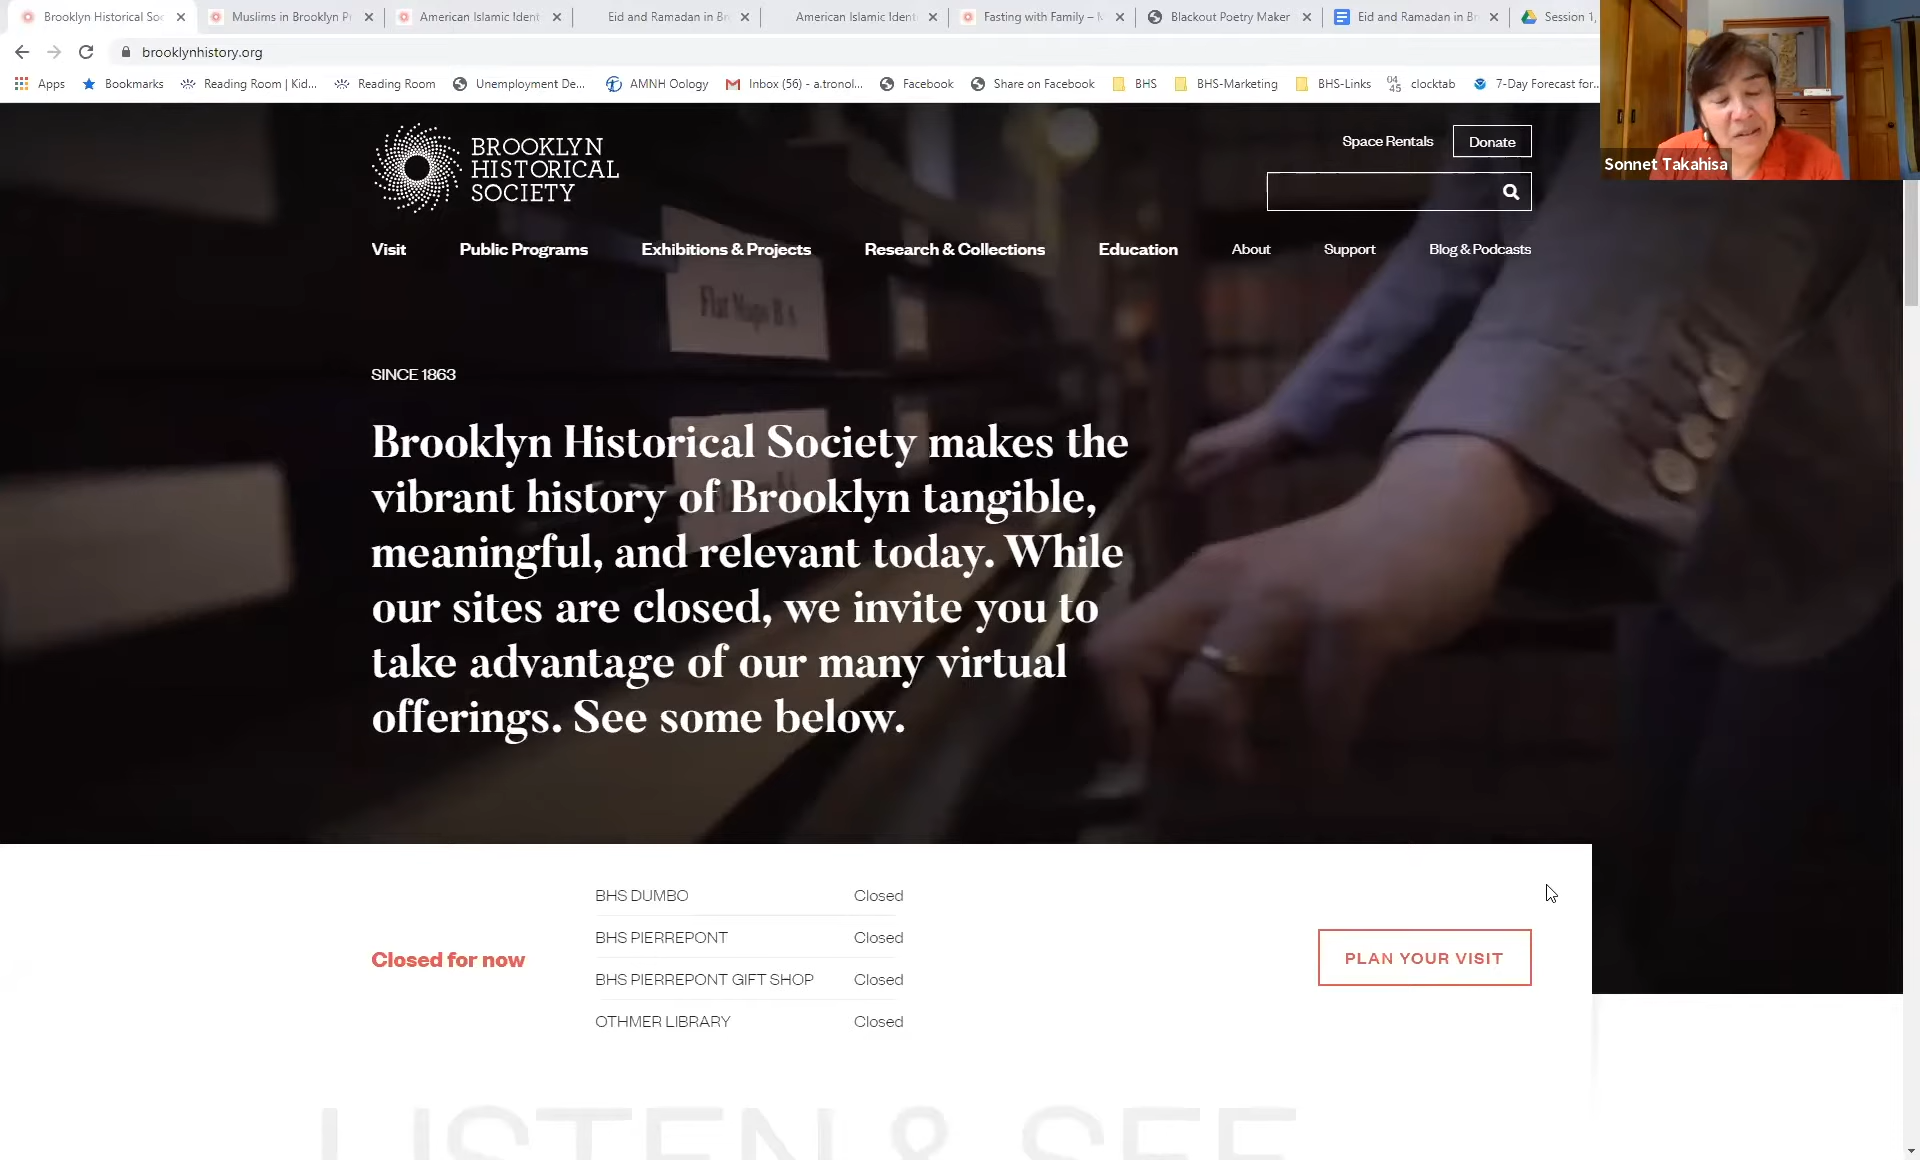 Brooklyn Historical Soc
Muslims in Brooklyn P
American Islamic Ident
Eid and Ramadan in Br
American Islamic Ident
Fasting with Family –
Blackout Poetry Maker
Eid and Ramadan in Br
Session 1,
brooklynhistory.org
Apps
Bookmarks
Reading Room | Kid...
Reading Room
Unemployment De...
AMNH Oology
Inbox (56) - a.tronol...
Facebook
Share on Facebook
BHS
BHS-Marketing
BHS-Links
04 45
clocktab
7-Day Forecast for...
Sonnet Takahisa
BROOKLYN
HISTORICAL
SOCIETY
Space Rentals
Donate
Visit
Public Programs
Exhibitions & Projects
Research & Collections
Education
About
Support
Blog & Podcasts
Flat Maps B A
SINCE 1863
Brooklyn Historical Society makes the
vibrant history of Brooklyn tangible,
meaningful, and relevant today. While
our sites are closed, we invite you to
take advantage of our many virtual
offerings. See some below.
Closed for now
BHS DUMBO Closed
BHS PIERREPONT Closed
BHS PIERREPONT GIFT SHOP Closed
OTHMER LIBRARY Closed
PLAN YOUR VISIT
LISTEN & SEE